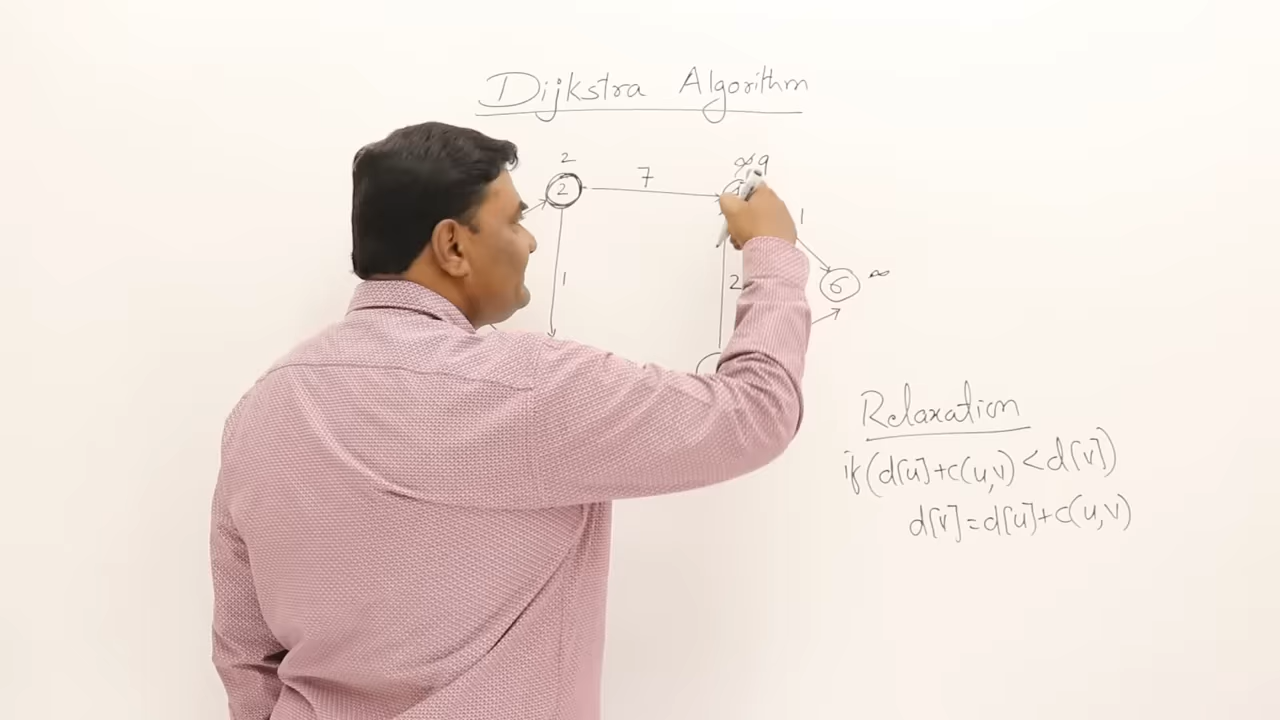 Dijkstra Algorithm
2
∞ 9
2
7
1
1
2
6
∞
Relaxation
if (d[u]+c(u,v) < d[v])
d[v]=d[u]+c(u,v)